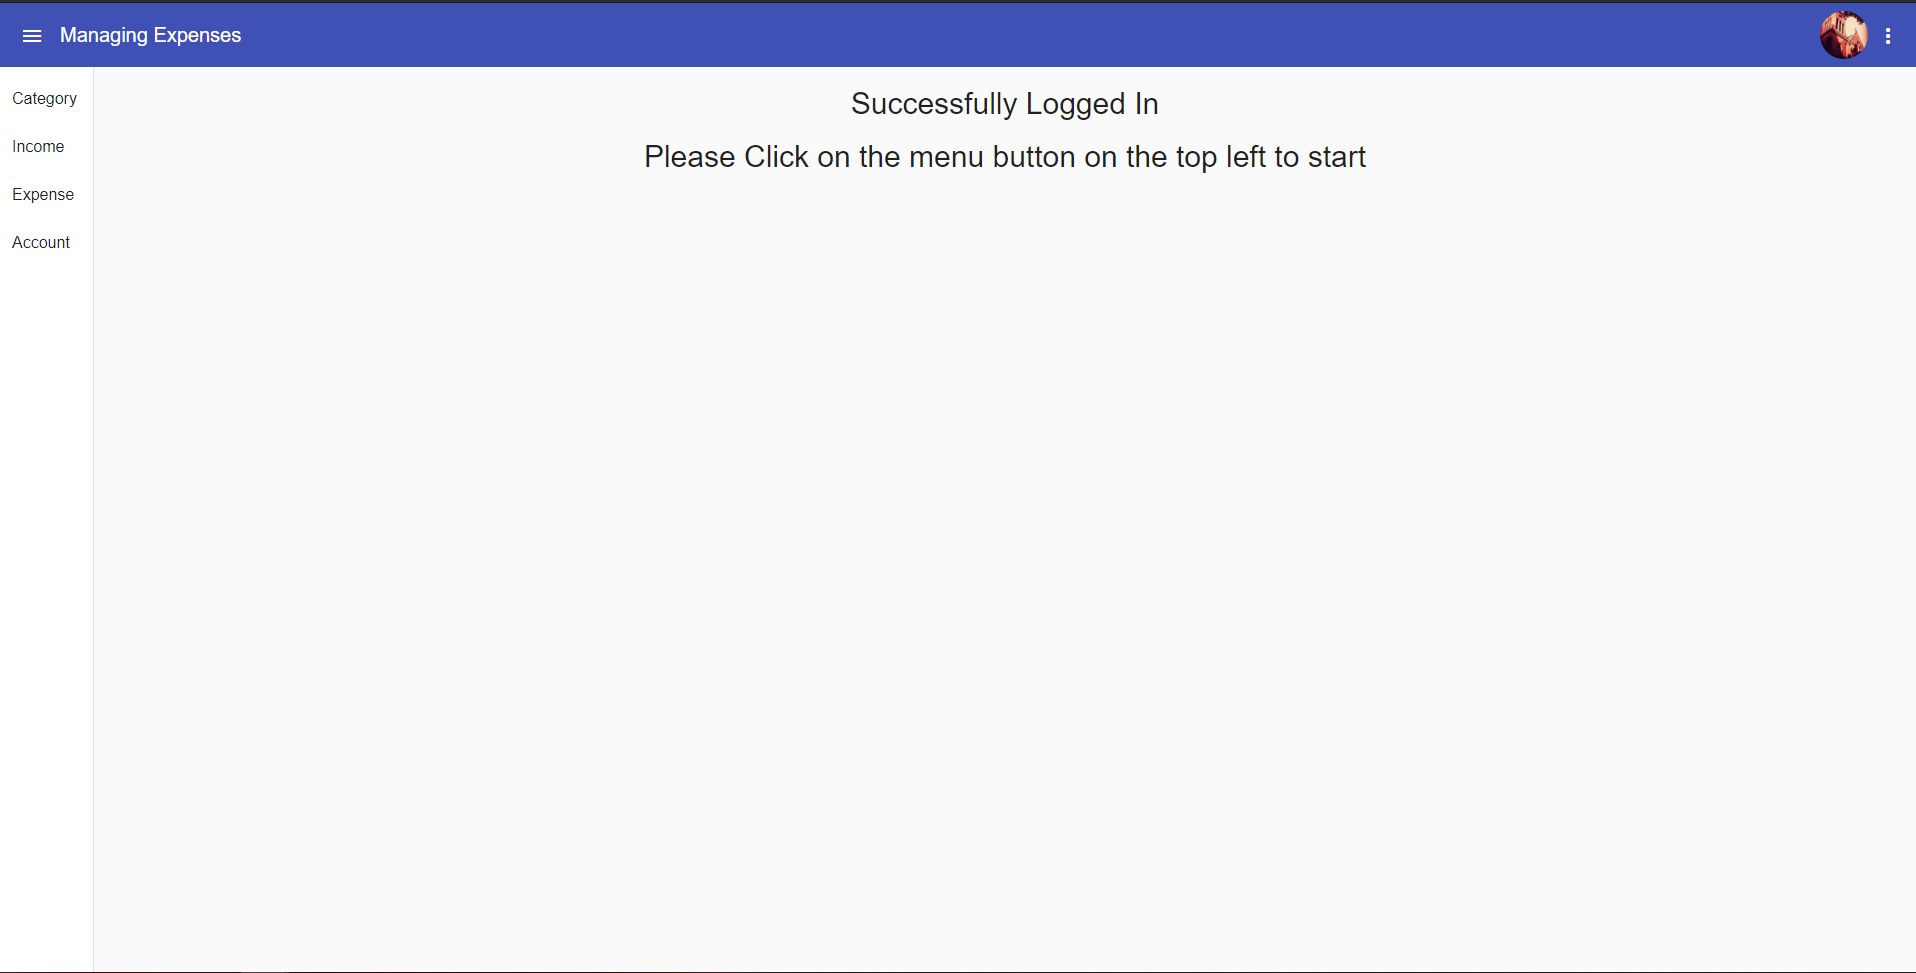 Managing Expenses
Category
Income
Expense
Account
Successfully Logged In
Please Click on the menu button on the top left to start